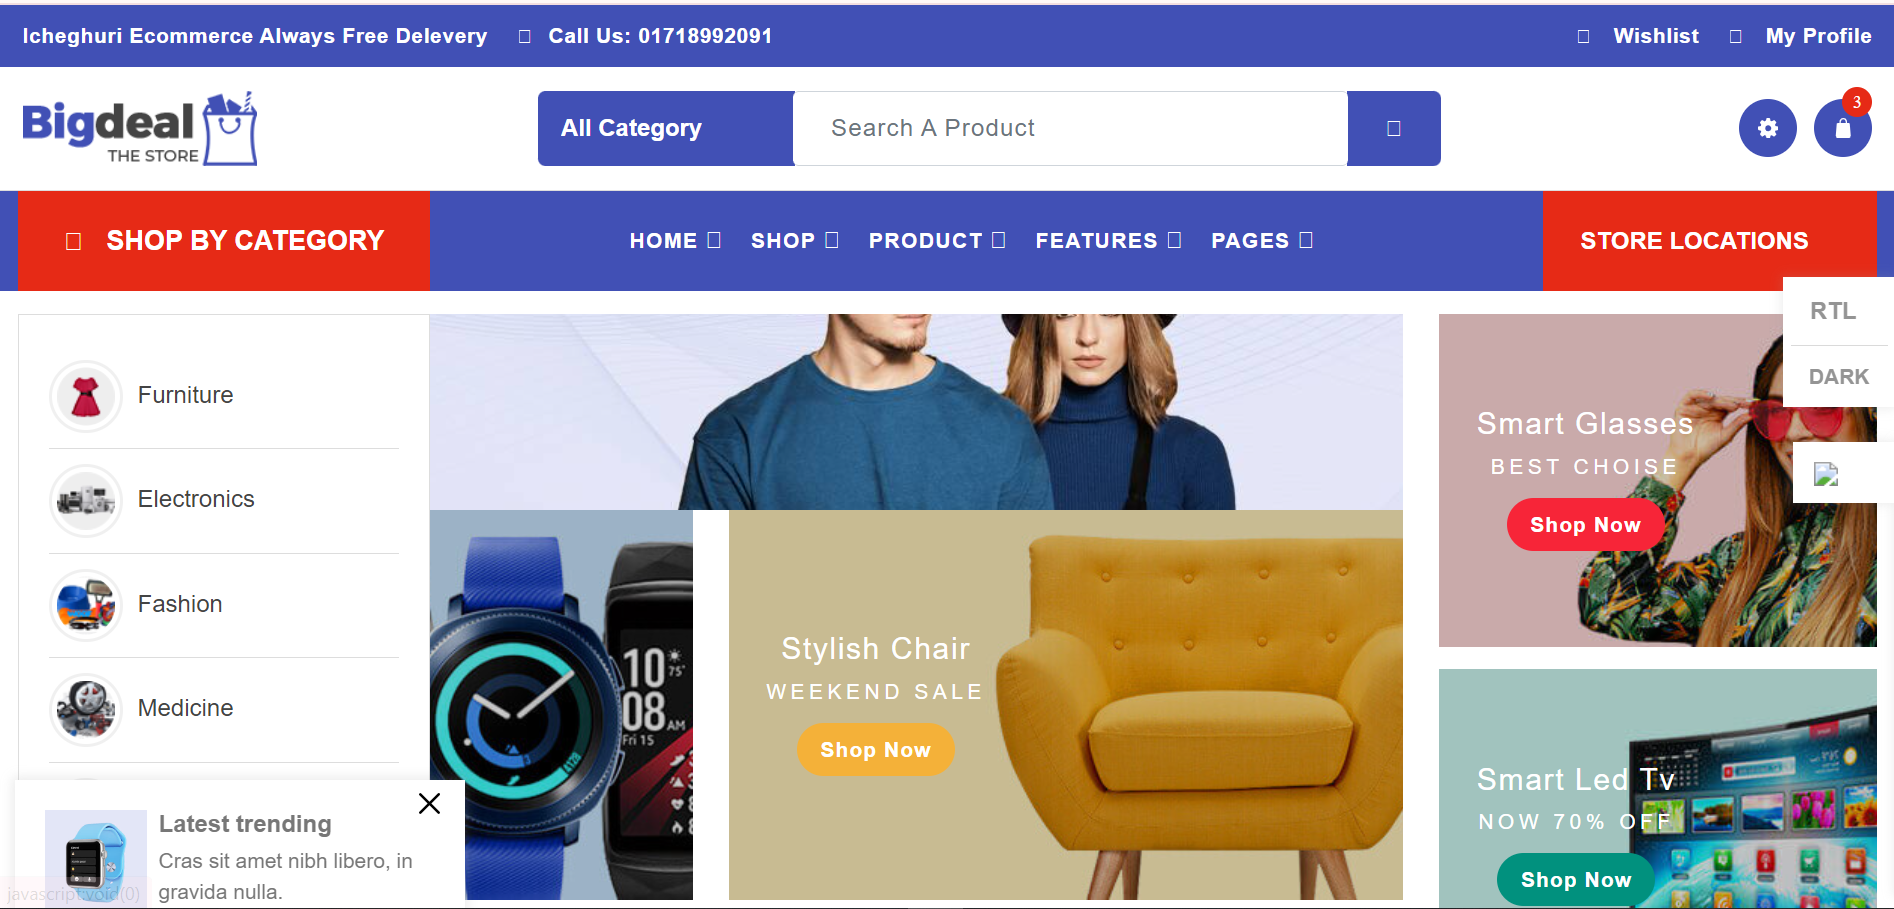 Icheghuri Ecommerce Always Free Delevery
Call Us: 01718992091
Wishlist
My Profile
Bigdeal
THE STORE
All Category
Search A Product
3
SHOP BY CATEGORY
HOME
SHOP
PRODUCT
FEATURES
PAGES
STORE LOCATIONS
RTL
DARK
Furniture
Electronics
Fashion
Medicine
Smart Glasses
BEST CHOISE
Shop Now
10
75°
08 AM
Fri 15
Stylish Chair
WEEKEND SALE
Shop Now
Smart Led Tv
NOW 70% OFF
Shop Now
Latest trending
Cras sit amet nibh libero, in
gravida nulla.
javascript:void(0)